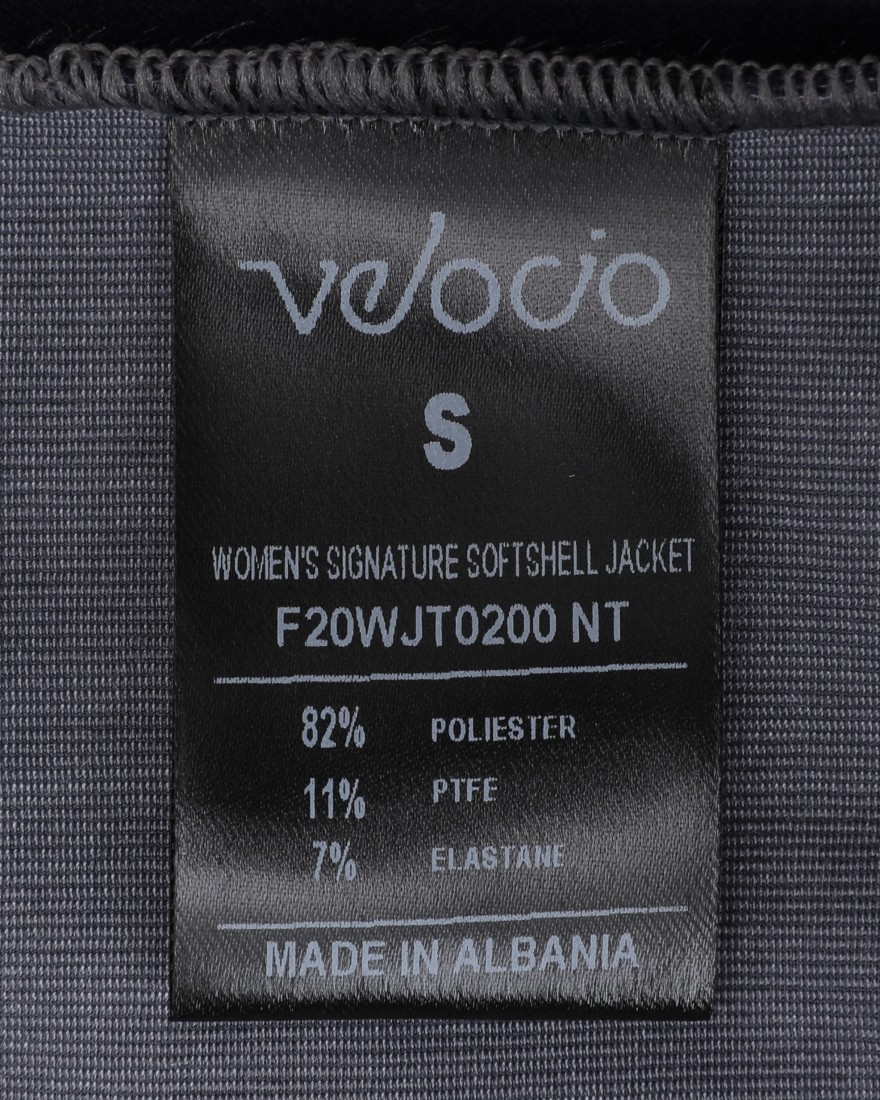 velocio
S
WOMEN'S SIGNATURE SOFTSHELL JACKET
F20WJT0200 NT
82% POLIESTER
11% PTFE
7% ELASTANE
MADE IN ALBANIA